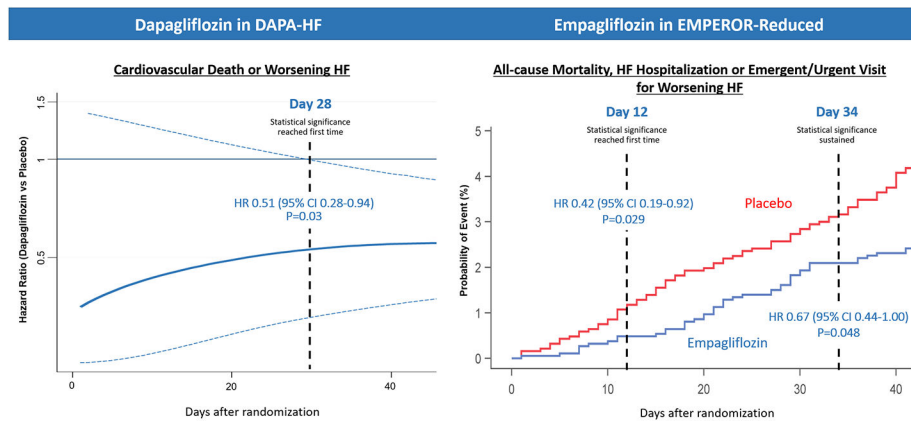 Dapagliflozin in DAPA-HF
Empagliflozin in EMPEROR-Reduced
Cardiovascular Death or Worsening HF
Day 28
Statistical significance
reached first time
1.5
1
0.5
Hazard Ratio (Dapagliflozin vs Placebo)
HR 0.51 (95% CI 0.28-0.94)
P=0.03
0
20
40
Days after randomization
All-cause Mortality, HF Hospitalization or Emergent/Urgent Visit
for Worsening HF
Day 12
Statistical significance
reached first time
Day 34
Statistical significance
sustained
5
4
3
2
1
0
Probability of Event (%)
HR 0.42 (95% CI 0.19-0.92)
P=0.029
Placebo
HR 0.67 (95% CI 0.44-1.00)
P=0.048
Empagliflozin
0
10
20
30
40
Days after randomization